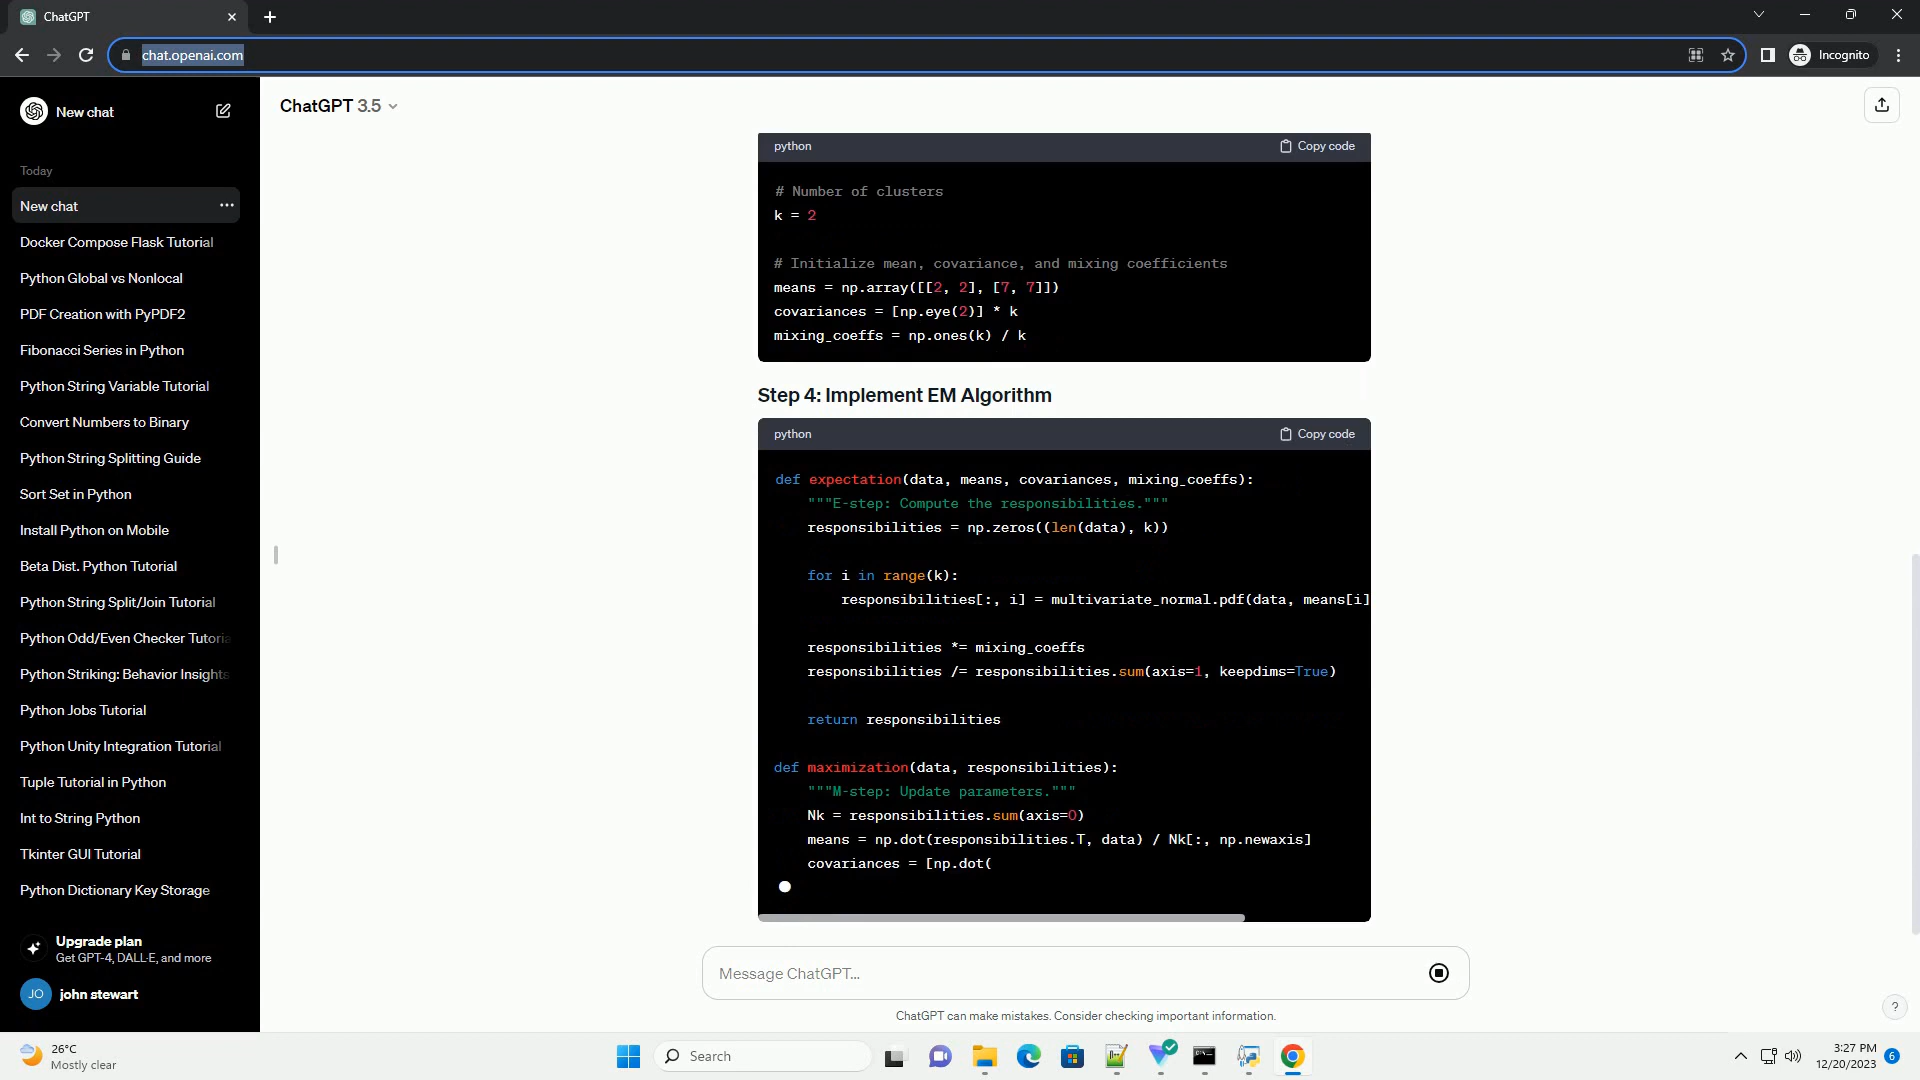 ChatGPT
chat.openai.com
Incognito
New chat
Today
New chat
Docker Compose Flask Tutorial
Python Global vs Nonlocal
PDF Creation with PyPDF2
Fibonacci Series in Python
Python String Variable Tutorial
Convert Numbers to Binary
Python String Splitting Guide
Sort Set in Python
Install Python on Mobile
Beta Dist. Python Tutorial
Python String Split/Join Tutorial
Python Odd/Even Checker Tutoria
Python Striking: Behavior Insights
Python Jobs Tutorial
Python Unity Integration Tutorial
Tuple Tutorial in Python
Int to String Python
Tkinter GUI Tutorial
Python Dictionary Key Storage
Upgrade plan
Get GPT-4, DALL·E, and more
JO john stewart
ChatGPT 3.5
python Copy code
# Number of clusters
k = 2
# Initialize mean, covariance, and mixing coefficients
means = np.array([[2, 2], [7, 7]])
covariances = [np.eye(2)] * k
mixing_coeffs = np.ones(k) / k
Step 4: Implement EM Algorithm
python Copy code
def expectation(data, means, covariances, mixing_coeffs):
"""E-step: Compute the responsibilities."""
responsibilities = np.zeros((len(data), k))
for i in range(k):
responsibilities[:, i] = multivariate_normal.pdf(data, means[i]
responsibilities *= mixing_coeffs
responsibilities /= responsibilities.sum(axis=1, keepdims=True)
return responsibilities
def maximization(data, responsibilities):
"""M-step: Update parameters."""
Nk = responsibilities.sum(axis=0)
means = np.dot(responsibilities.T, data) / Nk[:, np.newaxis]
covariances = [np.dot(
Message ChatGPT...
ChatGPT can make mistakes. Consider checking important information.
?
26°C
Mostly clear
Search
3:27 PM
12/20/2023
6